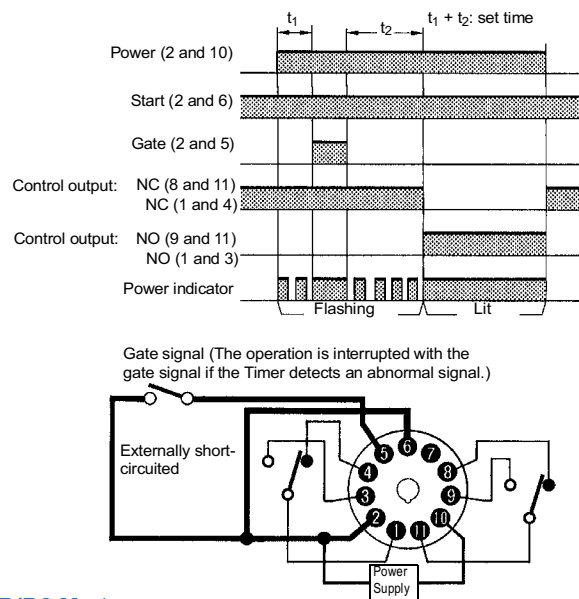 t1 t2 t1 + t2: set time
Power (2 and 10)
Start (2 and 6)
Gate (2 and 5)
Control output: NC (8 and 11)
NC (1 and 4)
Control output: NO (9 and 11)
NO (1 and 3)
Power indicator
Flashing Lit
Gate signal (The operation is interrupted with the
gate signal if the Timer detects an abnormal signal.)
Externally short-
circuited
5 6 7
4 8
3 9
2 10
1 11
Power
Supply